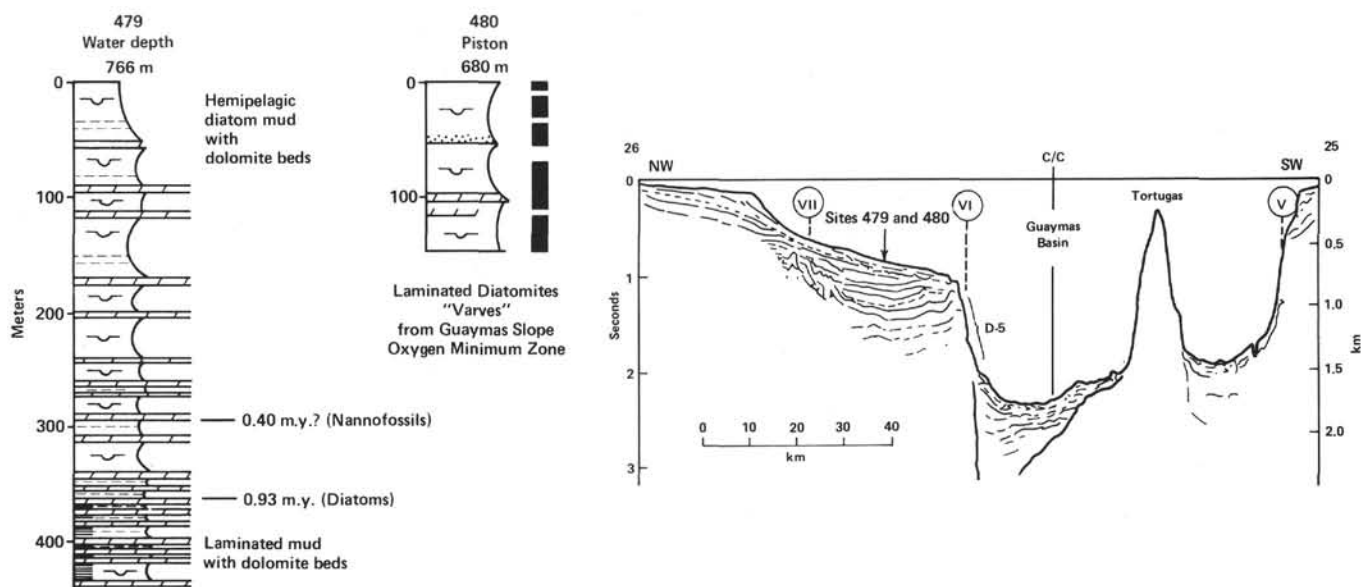 479
Water depth
766 m
0
100
200
300
400
Meters
Hemipelagic
diatom mud
with
dolomite beds
0.40 m.y.? (Nannofossils)
0.93 m.y. (Diatoms)
Laminated mud
with dolomite beds
480
Piston
680 m
0
100
Laminated Diatomites
"Varves"
from Guaymas Slope
Oxygen Minimum Zone
26
NW
C/C
25
SW
0
1
2
3
Seconds
VII
Sites 479 and 480
VI
Guaymas
Basin
Tortugas
V
D-5
0
0.5
1.0
1.5
2.0
km
0 10 20 30 40
km